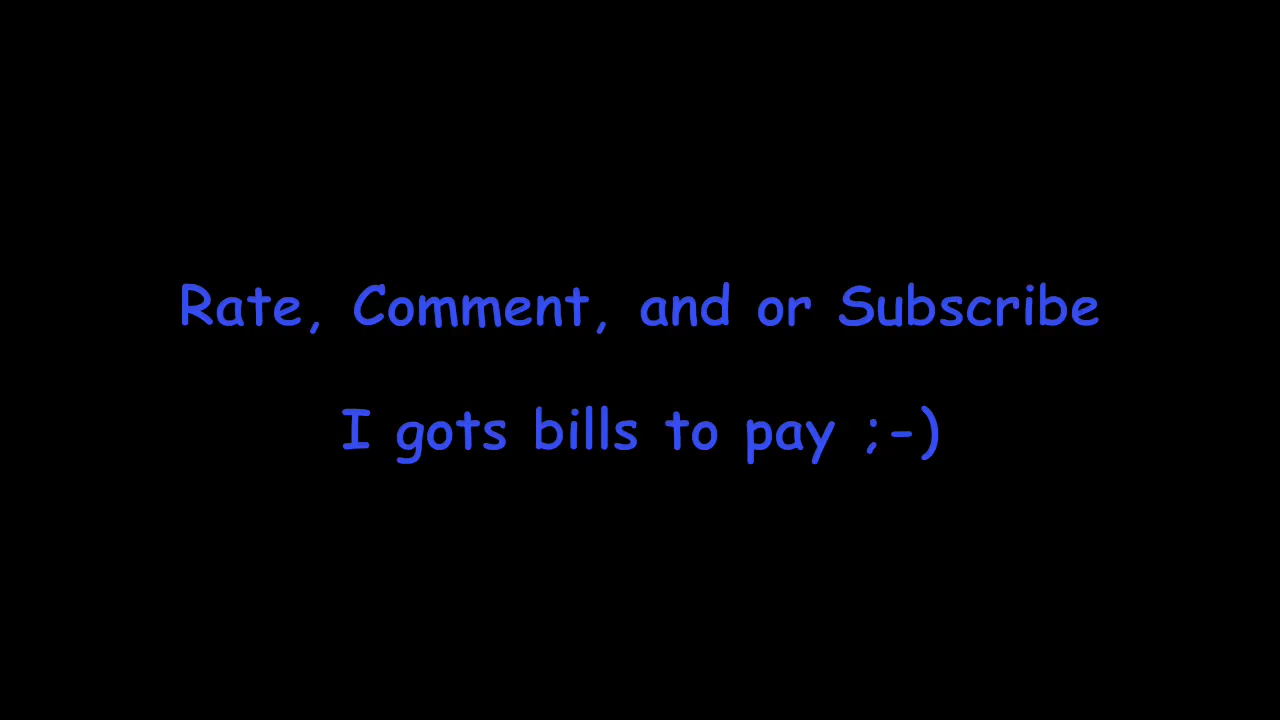 Rate, Comment, and or Subscribe
I gots bills to pay ;-)